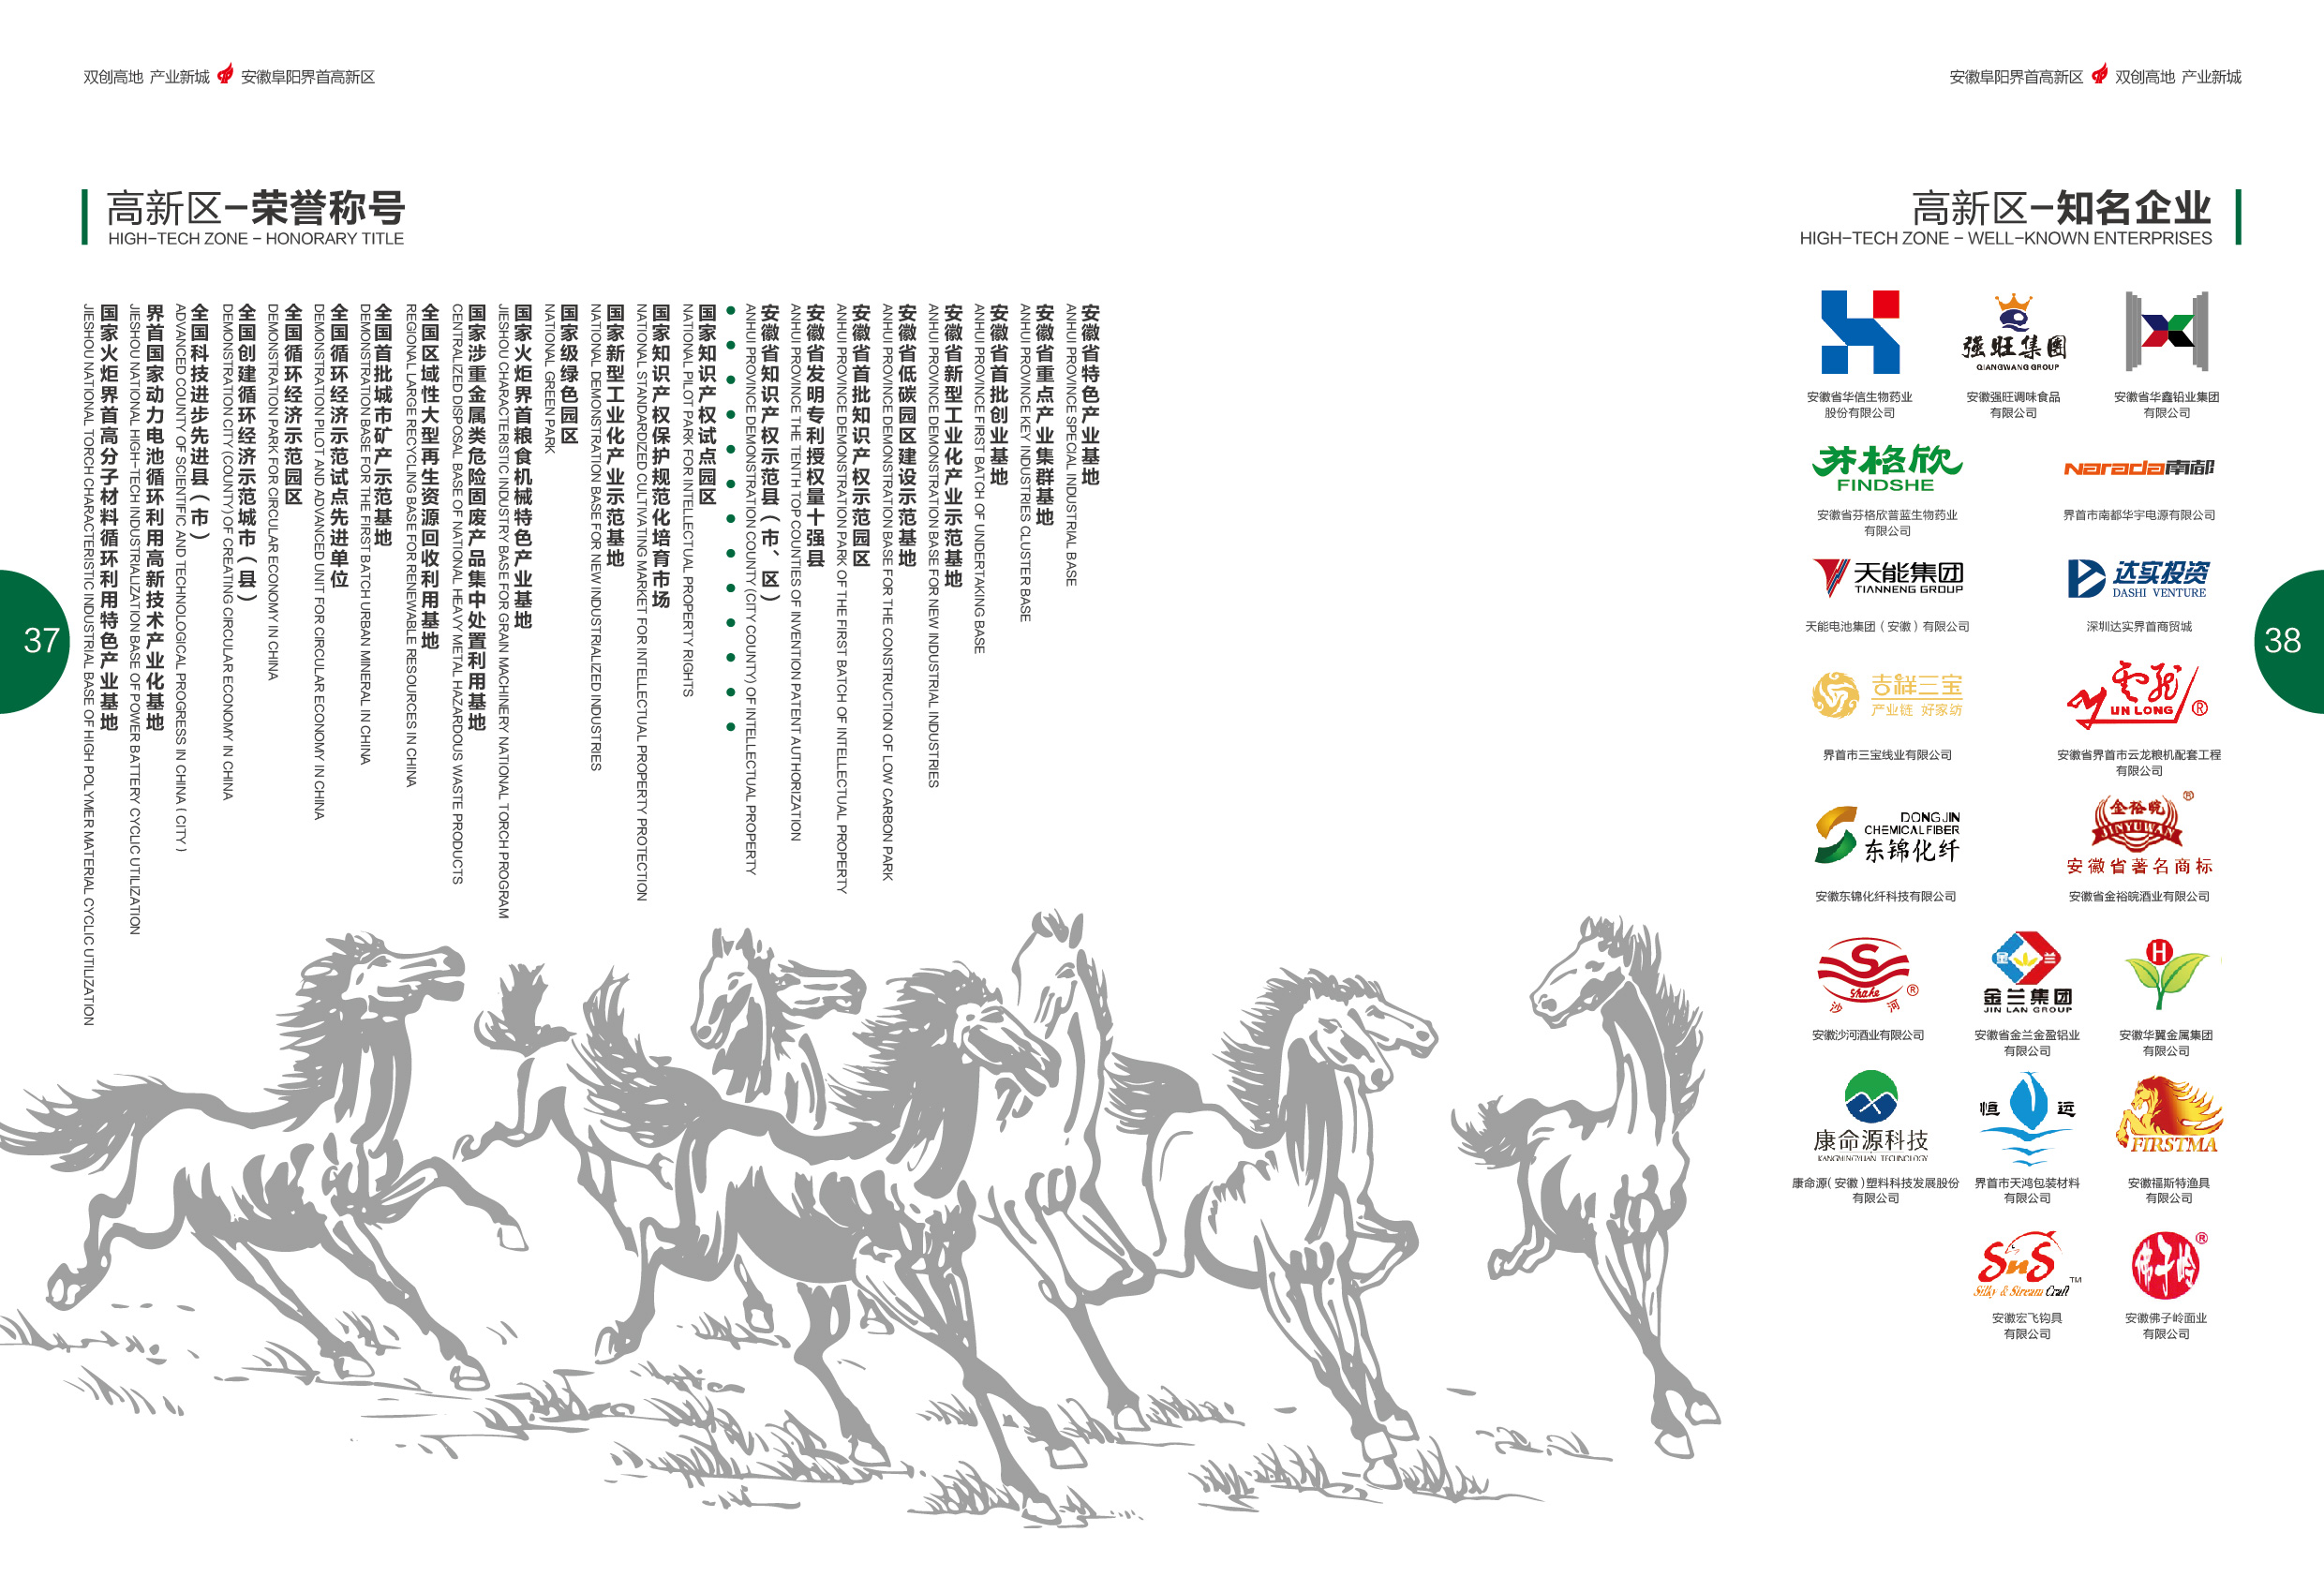 双创高地 产业新城 安徽阜阳界首高新区
高新区–荣誉称号
HIGH-TECH ZONE - HONORARY TITLE
国家火炬界首高分子材料循环利用特色产业基地
JIESHOU NATIONAL TORCH CHARACTERISTIC INDUSTRIAL BASE OF HIGH POLYMER MATERIAL CYCLIC UTILIZATION
界首国家动力电池循环利用高新技术产业化基地
JIESHOU NATIONAL HIGH-TECH INDUSTRIALIZATION BASE OF POWER BATTERY CYCLIC UTILIZATION
全国科技进步先进县（市）
ADVANCED COUNTY OF SCIENTIFIC AND TECHNOLOGICAL PROGRESS IN CHINA ( CITY )
全国创建循环经济示范城市（县）
DEMONSTRATION CITY (COUNTY) OF CREATING CIRCULAR ECONOMY IN CHINA
全国循环经济示范园区
DEMONSTRATION PARK FOR CIRCULAR ECONOMY IN CHINA
全国循环经济示范试点先进单位
DEMONSTRATION PILOT AND ADVANCED UNIT FOR CIRCULAR ECONOMY IN CHINA
全国首批城市矿产示范基地
DEMONSTRATION BASE FOR THE FIRST BATCH URBAN MINERAL IN CHINA
全国区域性大型再生资源回收利用基地
REGIONAL LARGE RECYCLING BASE FOR RENEWABLE RESOURCES IN CHINA
国家涉重金属类危险固废产品集中处置利用基地
CENTRALIZED DISPOSAL BASE OF NATIONAL HEAVY METAL HAZARDOUS WASTE PRODUCTS
国家火炬界首粮食机械特色产业基地
JIESHOU CHARACTERISTIC INDUSTRY BASE FOR GRAIN MACHINERY NATIONAL TORCH PROGRAM
国家级绿色园区
NATIONAL GREEN PARK
国家新型工业化产业示范基地
NATIONAL DEMONSTRATION BASE FOR NEW INDUSTRIALIZED INDUSTRIES
国家知识产权保护规范化培育市场
NATIONAL STANDARDIZED CULTIVATING MARKET FOR INTELLECTUAL PROPERTY PROTECTION
国家知识产权试点园区
NATIONAL PILOT PARK FOR INTELLECTUAL PROPERTY RIGHTS
安徽省知识产权示范县（市、区）
ANHUI PROVINCE DEMONSTRATION COUNTY (CITY COUNTY) OF INTELLECTUAL PROPERTY
安徽省发明专利授权量十强县
ANHUI PROVINCE THE TENTH TOP COUNTIES OF INVENTION PATENT AUTHORIZATION
安徽省首批知识产权示范园区
ANHUI PROVINCE DEMONSTRATION PARK OF THE FIRST BATCH OF INTELLECTUAL PROPERTY
安徽省低碳园区建设示范基地
ANHUI PROVINCE DEMONSTRATION BASE FOR THE CONSTRUCTION OF LOW CARBON PARK
安徽省新型工业化产业示范基地
ANHUI PROVINCE DEMONSTRATION BASE FOR NEW INDUSTRIAL INDUSTRIES
安徽省首批创业基地
ANHUI PROVINCE FIRST BATCH OF UNDERTAKING BASE
安徽省重点产业集群基地
ANHUI PROVINCE KEY INDUSTRIES CLUSTER BASE
安徽省特色产业基地
ANHUI PROVINCE SPECIAL INDUSTRIAL BASE
37
安徽阜阳界首高新区 双创高地 产业新城
高新区–知名企业
HIGH-TECH ZONE - WELL-KNOWN ENTERPRISES
强旺集团
QIANGWANG GROUP
安徽省华信生物药业
股份有限公司
安徽强旺调味食品
有限公司
安徽省华鑫铅业集团
有限公司
芬格欣
FINDSHE
narada南都
安徽省芬格欣普蓝生物药业
有限公司
界首市南都华宇电源有限公司
天能集团
TIANNENG GROUP
达实投资
DASHI VENTURE
天能电池集团（安徽）有限公司
深圳达实界首商贸城
吉祥三宝
产业链 好家纺
云龙
UN LONG ®
界首市三宝线业有限公司
安徽省界首市云龙粮机配套工程
有限公司
DONGJIN
CHEMICALFIBER
东锦化纤
金裕皖 ®
JINYUWAN
安徽省著名商标
安徽东锦化纤科技有限公司
安徽省金裕皖酒业有限公司
S
Shahe
沙河 ®
金兰
金兰集团
JIN LAN GROUP
H
安徽沙河酒业有限公司
安徽省金兰金盈铝业
有限公司
安徽华翼金属集团
有限公司
康命源科技
KANGMINGYUAN TECHNOLOGY
恒远
FIRSTMA
康命源（安徽）塑料科技发展股份
有限公司
界首市天鸿包装材料
有限公司
安徽福斯特渔具
有限公司
SnS
Silky & Stream Craft TM
佛子岭 ®
安徽宏飞钩具
有限公司
安徽佛子岭面业
有限公司
38